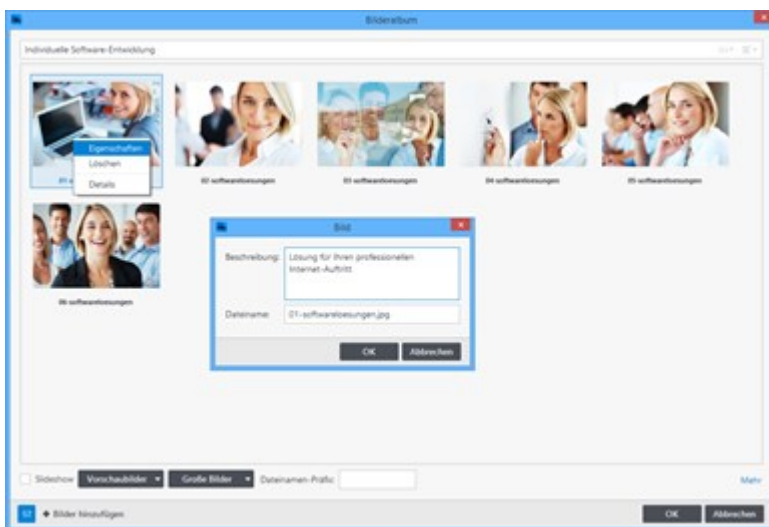 Bilderalbum
Individuelle Software-Entwicklung
Eigenschaften
Löschen
Details
02-softwareloesungen
03-softwareloesungen
04-softwareloesungen
05-softwareloesungen
06-softwareloesungen
Bild
Beschreibung: Lösung für Ihren professionellen
Internet-Auftritt
Dateiname: 01-softwareloesungen.jpg
OK Abbrechen
Slideshow Vorschaubilder Große Bilder Dateinamen-Präfix: Mehr
Bilder hinzufügen OK Abbrechen